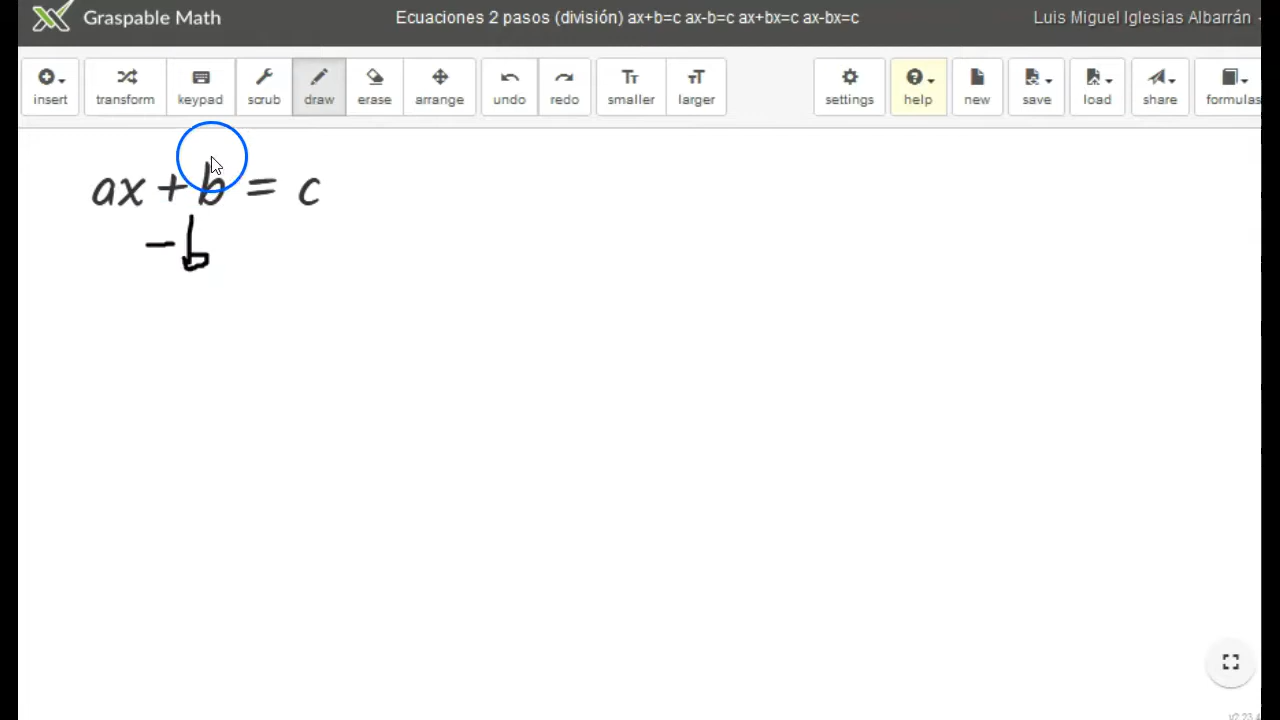 Graspable Math Ecuaciones 2 pasos (división) ax+b=c ax-b=c ax+bx=c ax-bx=c Luis Miguel Iglesias Albarrán
insert transform keypad scrub draw erase arrange undo redo smaller larger settings help new save load share formulas
ax + b = c
-b